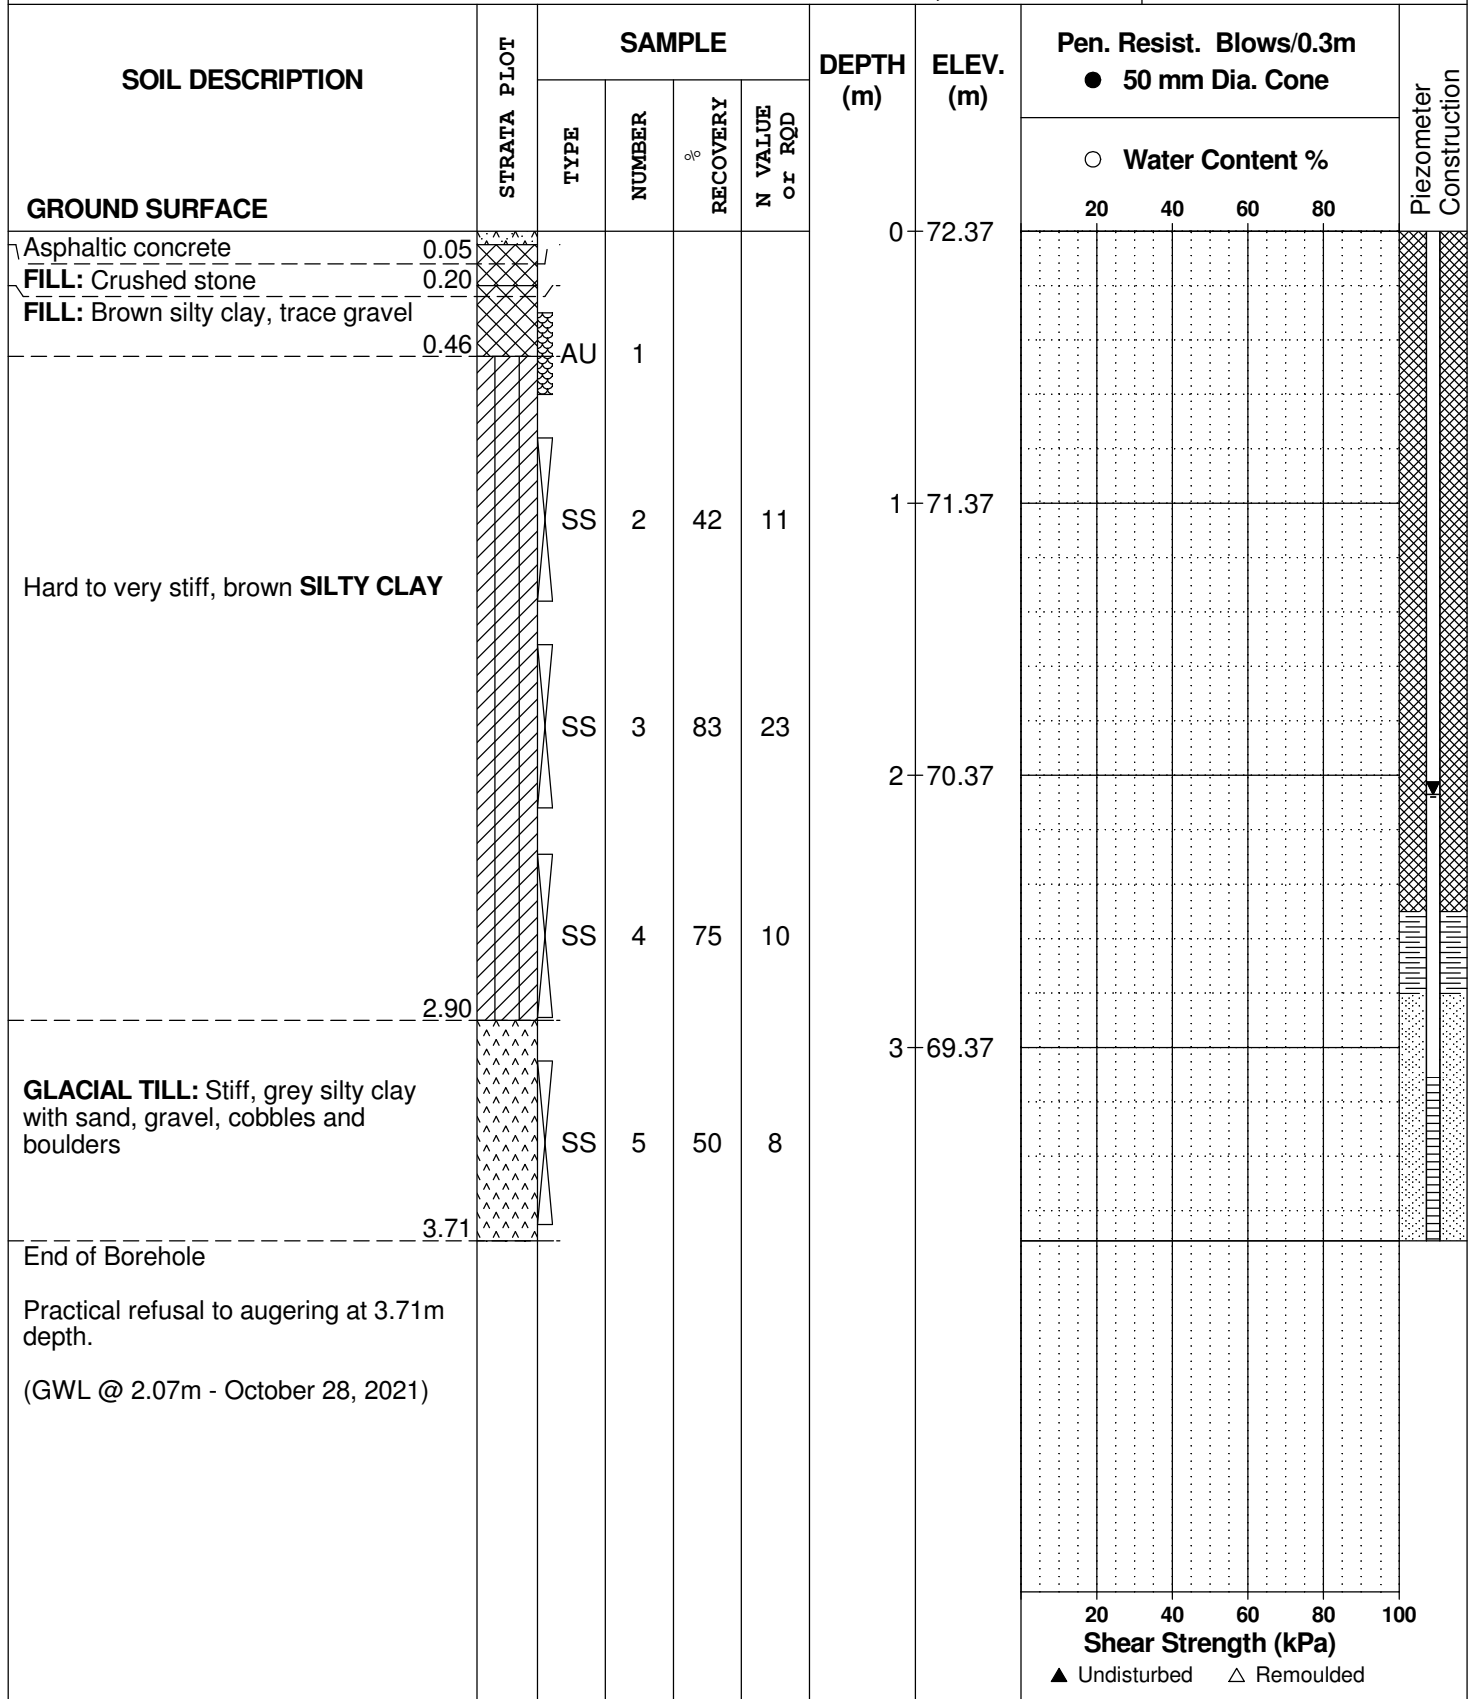 SOIL DESCRIPTION
GROUND SURFACE
STRATA PLOT
SAMPLE
TYPE
NUMBER
%
RECOVERY
N VALUE
or RQD
DEPTH
(m)
ELEV.
(m)
Pen. Resist. Blows/0.3m
● 50 mm Dia. Cone
○ Water Content %
20 40 60 80
Piezometer
Construction
0 72.37
Asphaltic concrete 0.05
FILL: Crushed stone 0.20
FILL: Brown silty clay, trace gravel
0.46
AU 1
1 71.37
SS 2 42 11
Hard to very stiff, brown SILTY CLAY
SS 3 83 23
2 70.37
SS 4 75 10
2.90
3 69.37
GLACIAL TILL: Stiff, grey silty clay
with sand, gravel, cobbles and
boulders
SS 5 50 8
3.71
End of Borehole
Practical refusal to augering at 3.71m
depth.
(GWL @ 2.07m - October 28, 2021)
20 40 60 80 100
Shear Strength (kPa)
▲ Undisturbed △ Remoulded